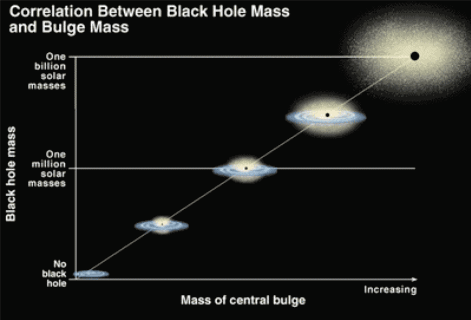 Correlation Between Black Hole Mass
and Bulge Mass
One
billion
solar
masses
One
million
solar
masses
No
black
hole
Black hole mass
Increasing
Mass of central bulge